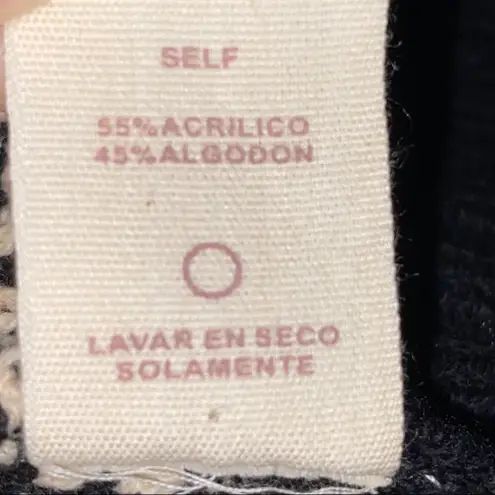 SELF
55% ACRILICO
45% ALGODON
LAVAR EN SECO
SOLAMENTE